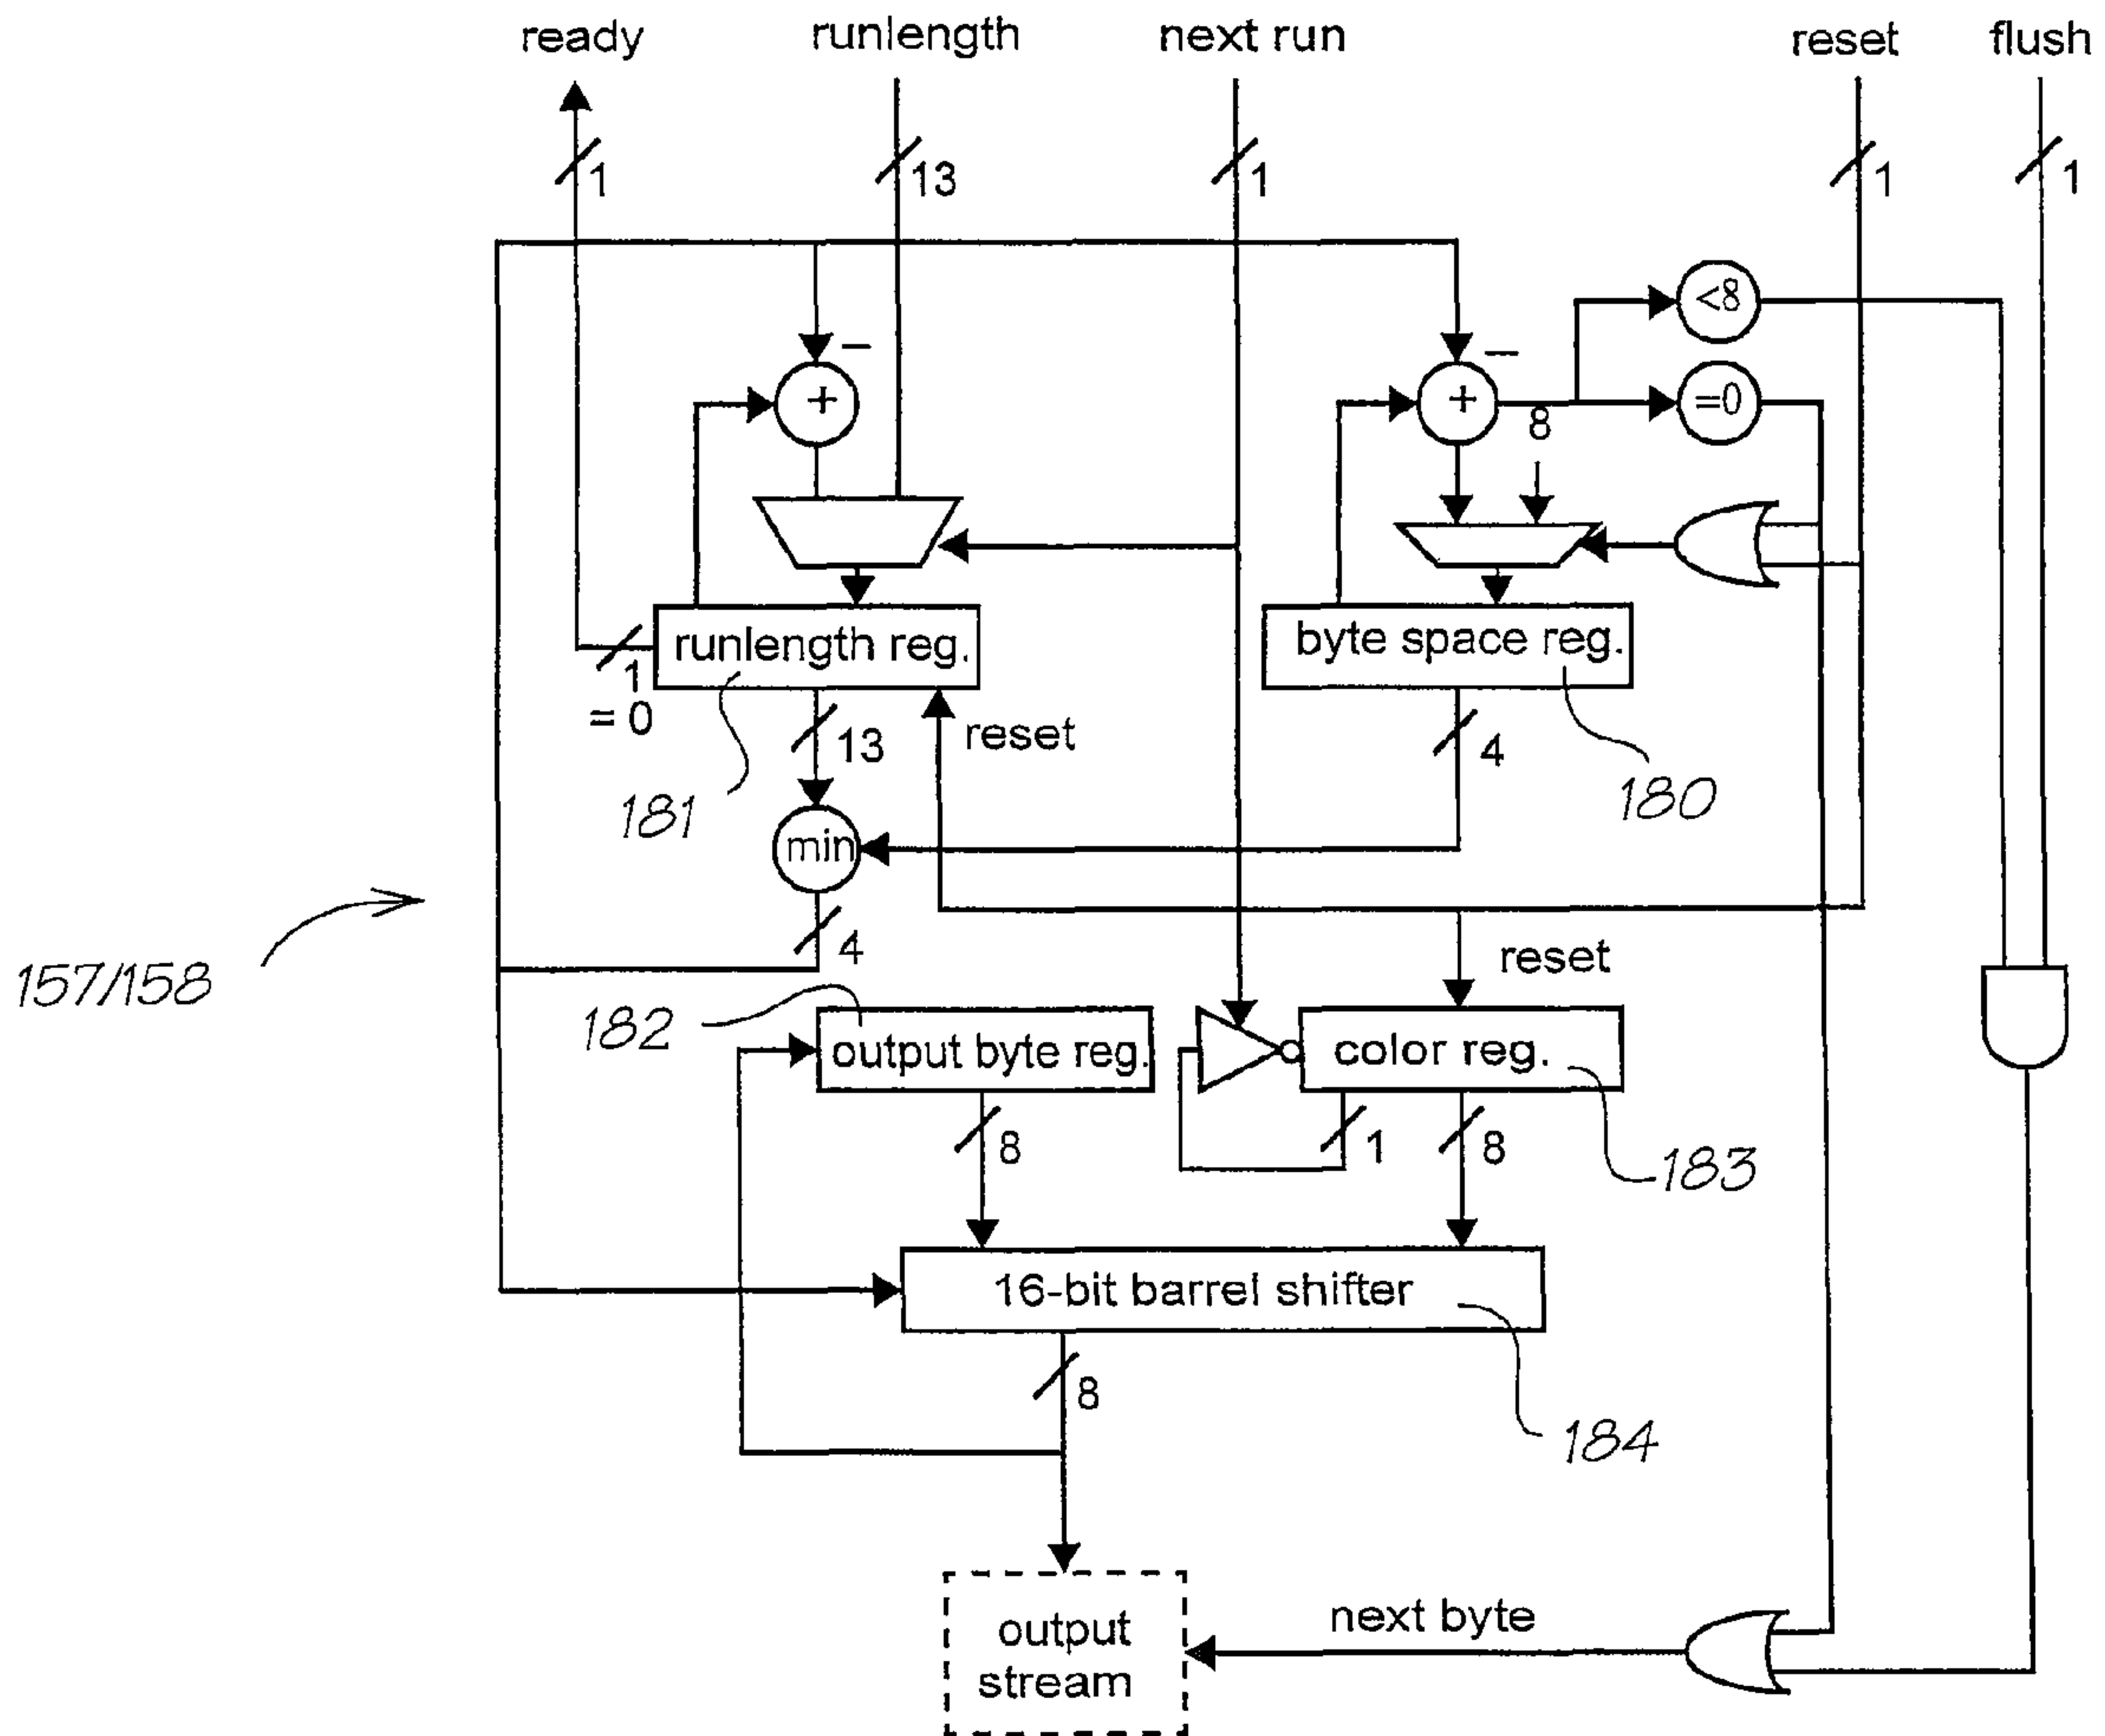 ready runlength next run reset flush
1 13 1 1 1
<8
−
−
+ + =0
8
runlength reg. byte space reg.
1
= 0
13 reset 4
181 180
min
4
reset
157/158
182
output byte reg. color reg.
8 1 8
183
16-bit barrel shifter
8
184
next byte
output
stream